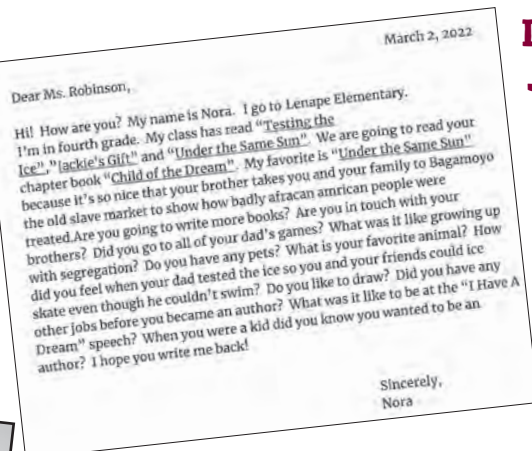 March 2, 2022
Dear Ms. Robinson,
Hi! How are you? My name is Nora. I go to Lenape Elementary.
I'm in fourth grade. My class has read "Testing the
Ice","Jackie's Gift" and "Under the Same Sun". We are going to read your
chapter book "Child of the Dream". My favorite is "Under the Same Sun"
because it's so nice that your brother takes you and your family to Bagamoyo
the old slave market to show how badly afracan amrican people were
treated.Are you going to write more books? Are you in touch with your
brothers? Did you go to all of your dad's games? What was it like growing up
with segregation? Do you have any pets? What is your favorite animal? How
did you feel when your dad tested the ice so you and your friends could ice
skate even though he couldn't swim? Do you like to draw? Did you have any
other jobs before you became an author? What was it like to be at the "I Have A
Dream" speech? When you were a kid did you know you wanted to be an
author? I hope you write me back!
Sincerely,
Nora